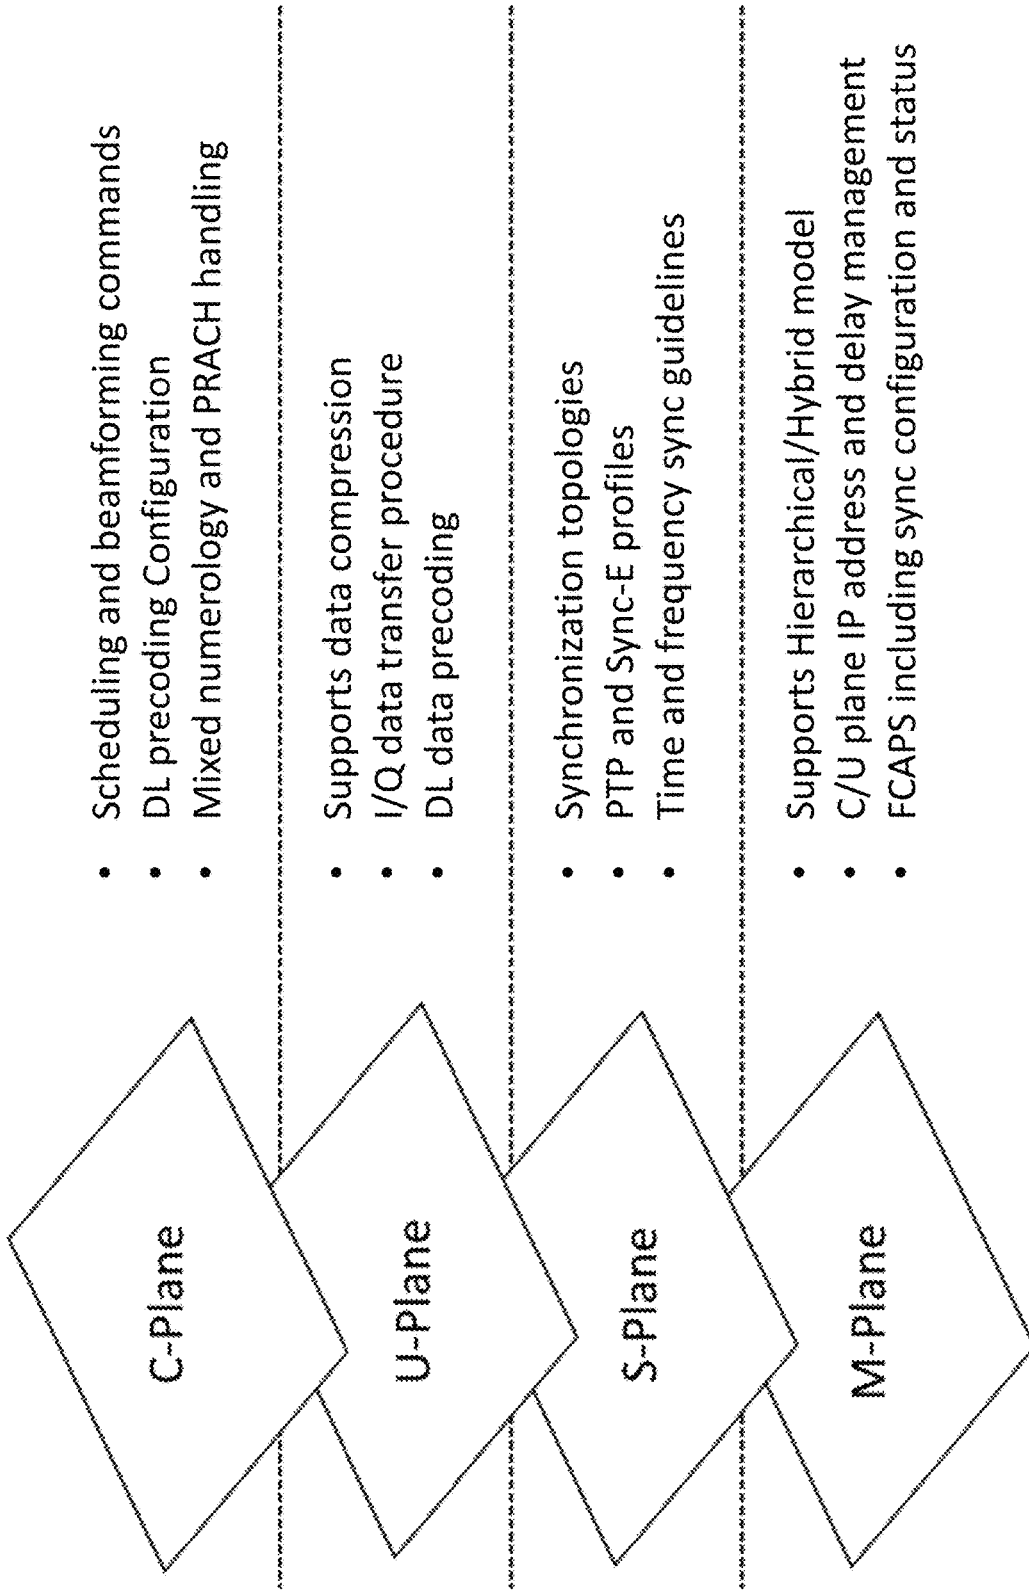 C-Plane
• Scheduling and beamforming commands
• DL precoding Configuration
• Mixed numerology and PRACH handling
U-Plane
• Supports data compression
• I/Q data transfer procedure
• DL data precoding
S-Plane
• Synchronization topologies
• PTP and Sync-E profiles
• Time and frequency sync guidelines
M-Plane
• Supports Hierarchical/Hybrid model
• C/U plane IP address and delay management
• FCAPS including sync configuration and status